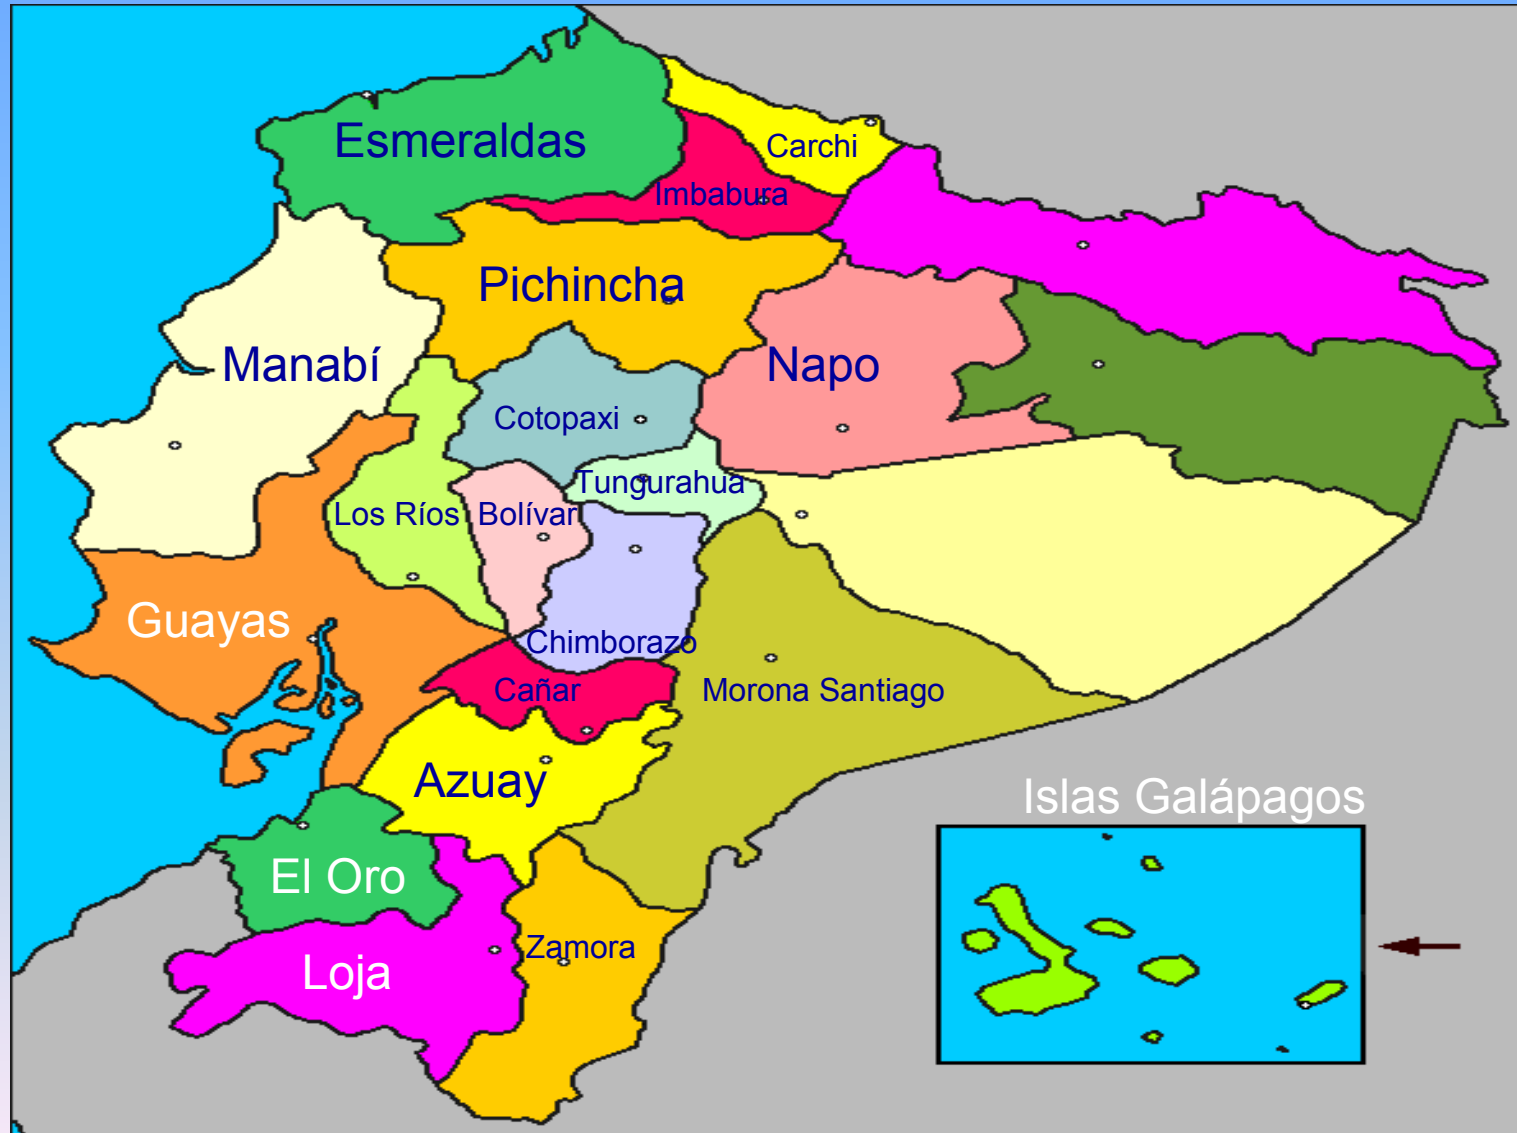 Esmeraldas
Carchi
Imbabura
Pichincha
Manabí
Napo
Cotopaxi
Tungurahua
Los Ríos
Bolívar
Guayas
Chimborazo
Cañar
Morona Santiago
Azuay
Islas Galápagos
El Oro
Zamora
Loja